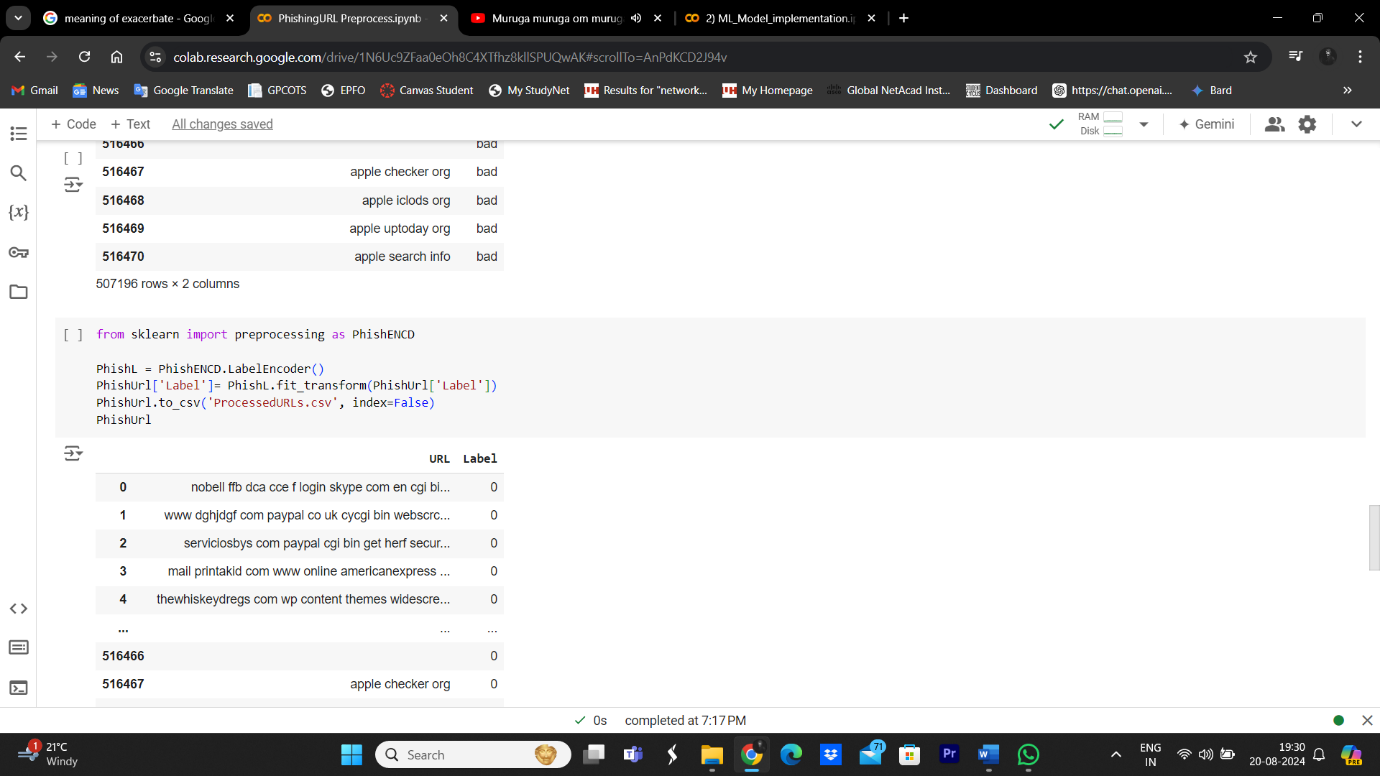 meaning of exacerbate - Googl
PhishingURL Preprocess.ipynb -
Muruga muruga om murug
2) ML_Model_implementation.i
colab.research.google.com/drive/1N6Uc9ZFaa0eOh8C4XTfhz8kllSPUQwAK#scrollTo=AnPdKCD2J94v
Gmail News Google Translate GPCOTS EPFO Canvas Student My StudyNet Results for "network... My Homepage Global NetAcad Inst... Dashboard https://chat.openai.... Bard »
+ Code + Text All changes saved RAM Disk Gemini
516466 bad
[ ]
516467 apple checker org bad
516468 apple iclods org bad
516469 apple uptoday org bad
516470 apple search info bad
507196 rows × 2 columns
[ ] from sklearn import preprocessing as PhishENCD
PhishL = PhishENCD.LabelEncoder()
PhishUrl['Label']= PhishL.fit_transform(PhishUrl['Label'])
PhishUrl.to_csv('ProcessedURLs.csv', index=False)
PhishUrl
URL Label
0 nobell ffb dca cce f login skype com en cgi bi... 0
1 www dghjdgf com paypal co uk cycgi bin webscrc... 0
2 serviciosbys com paypal cgi bin get herf secur... 0
3 mail printakid com www online americanexpress ... 0
4 thewhiskeydregs com wp content themes widescre... 0
... ... ...
516466 0
516467 apple checker org 0
{x}
0s completed at 7:17 PM
1
21°C
Windy
Search
71
Pr
W
PRE
ENG
IN
19:30
20-08-2024